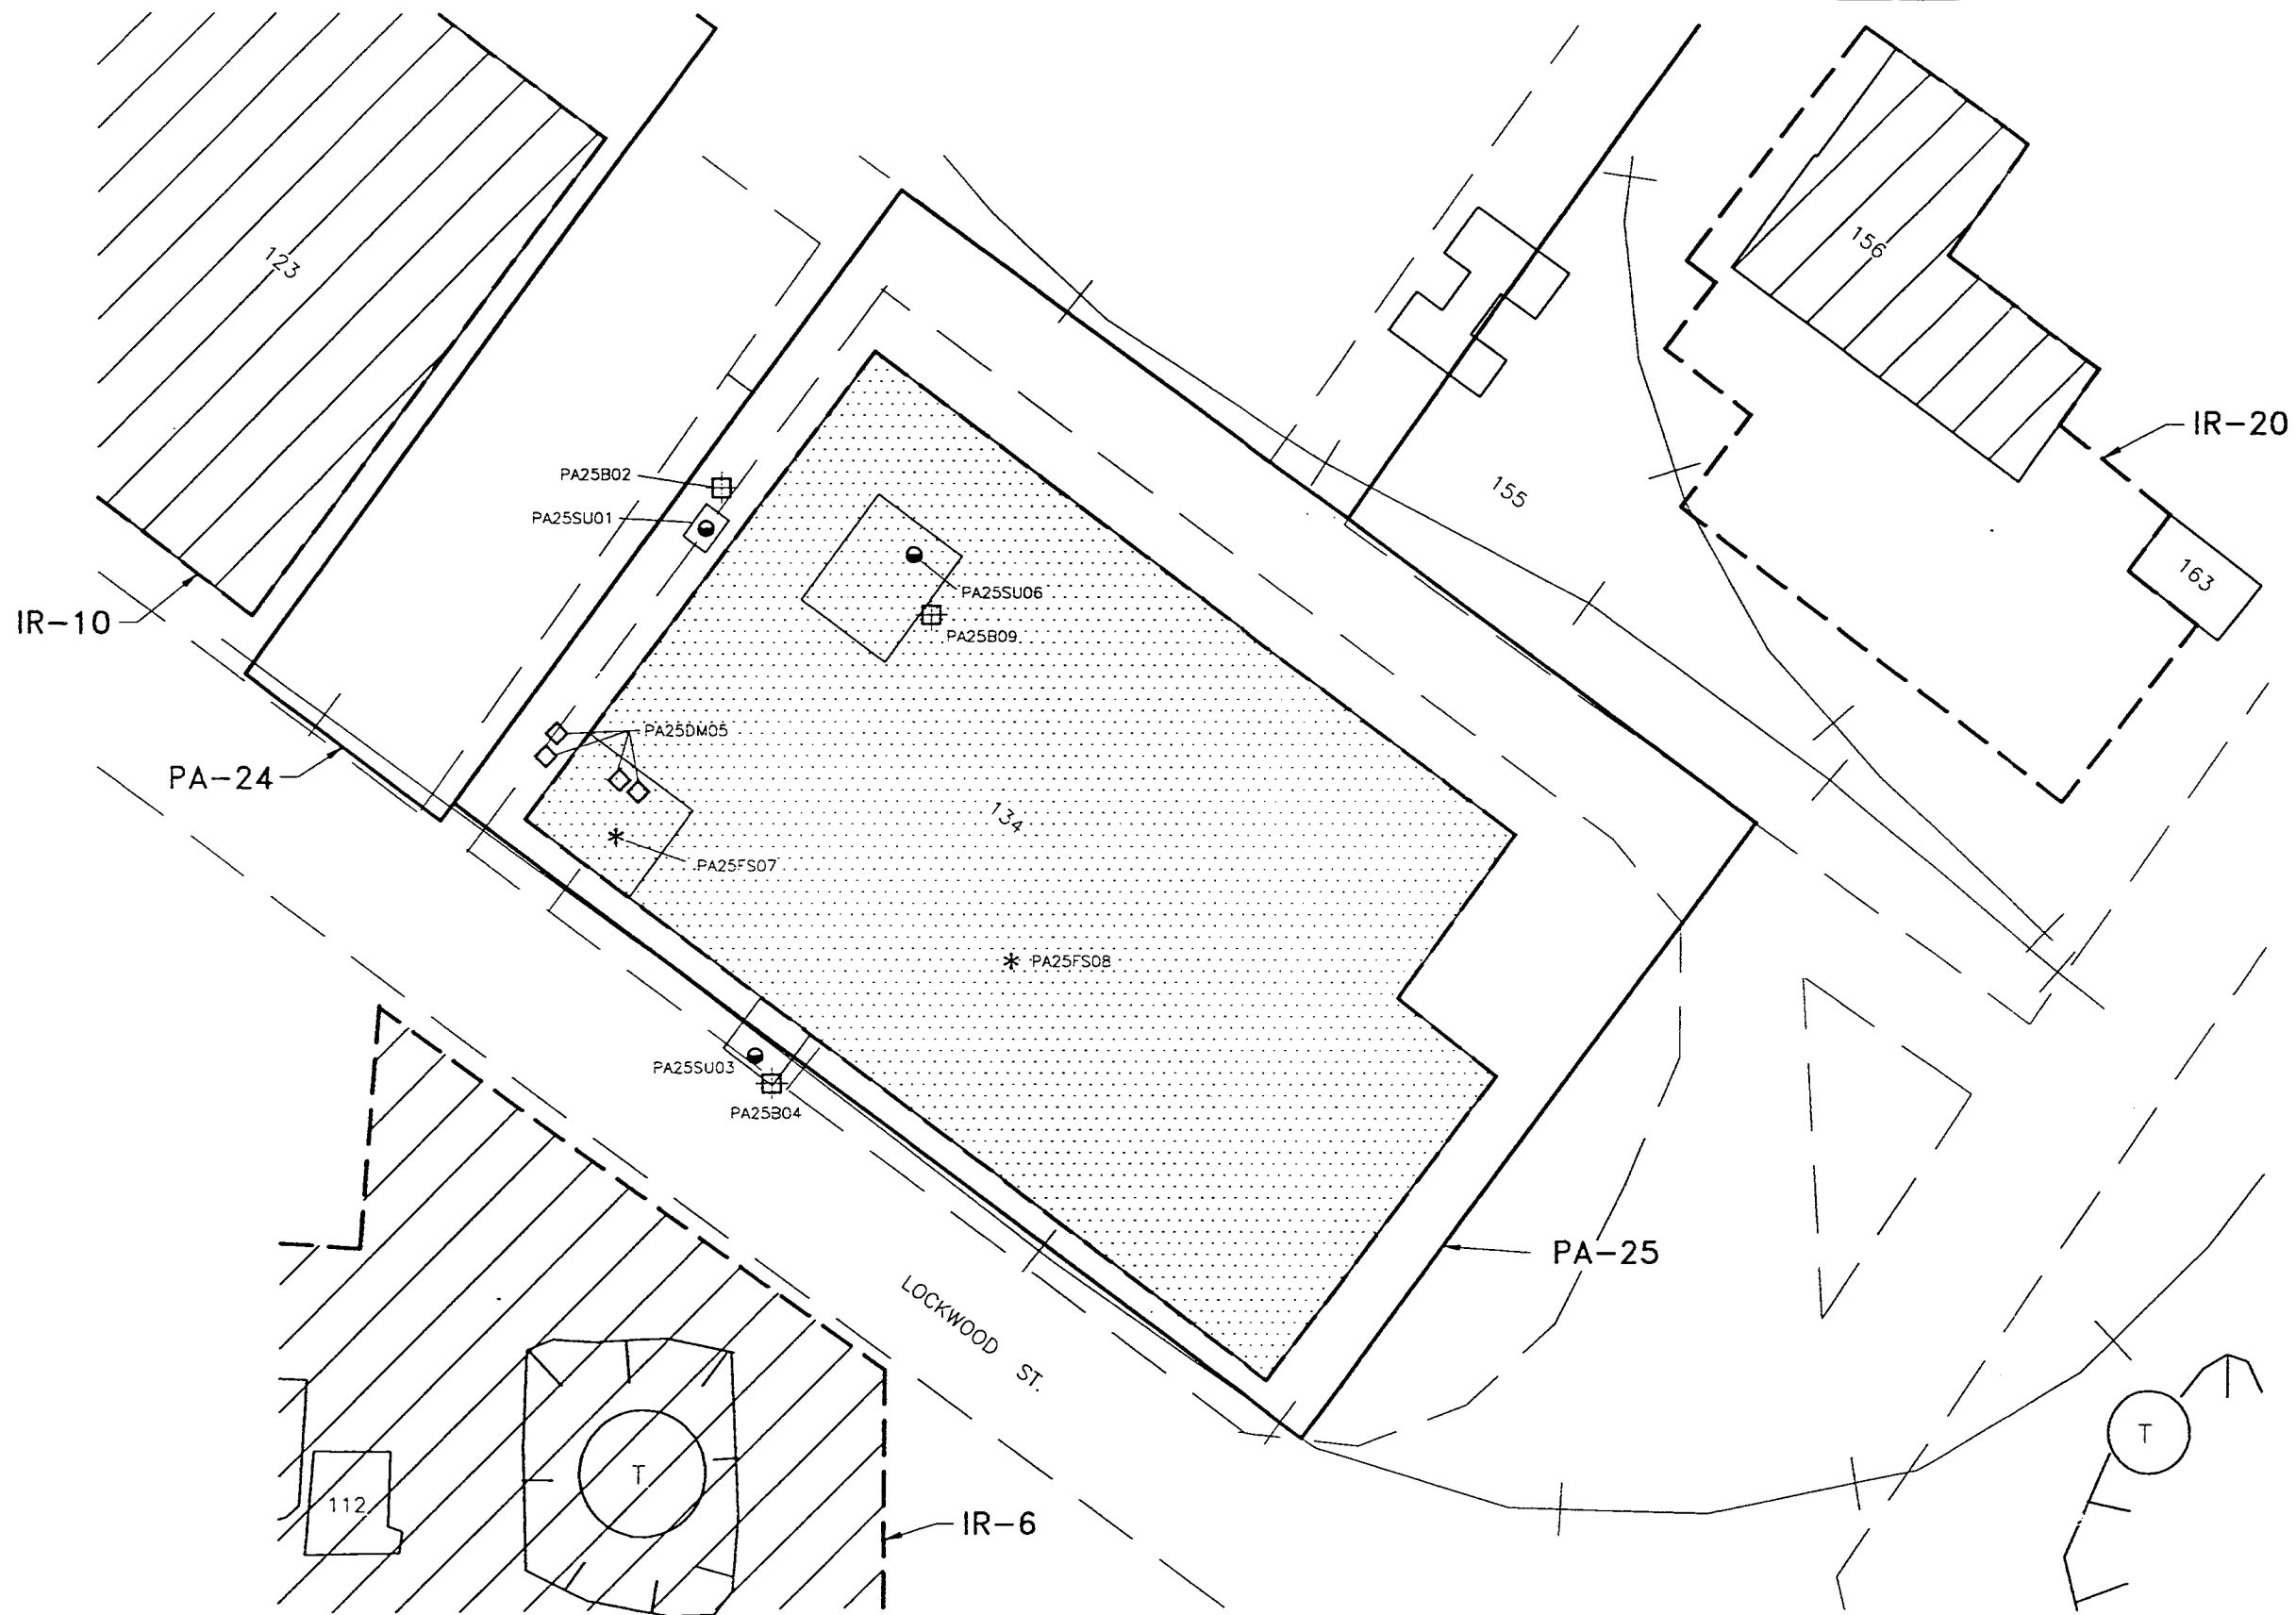 123
156
IR-20
PA25B02
155
PA25SU01
163
PA25SU06
IR-10
PA25B09
PA25DM05
PA-24
134
PA25FS07
PA25FS08
PA25SU03
PA25B04
PA-25
LOCKWOOD ST.
T
T
112
IR-6